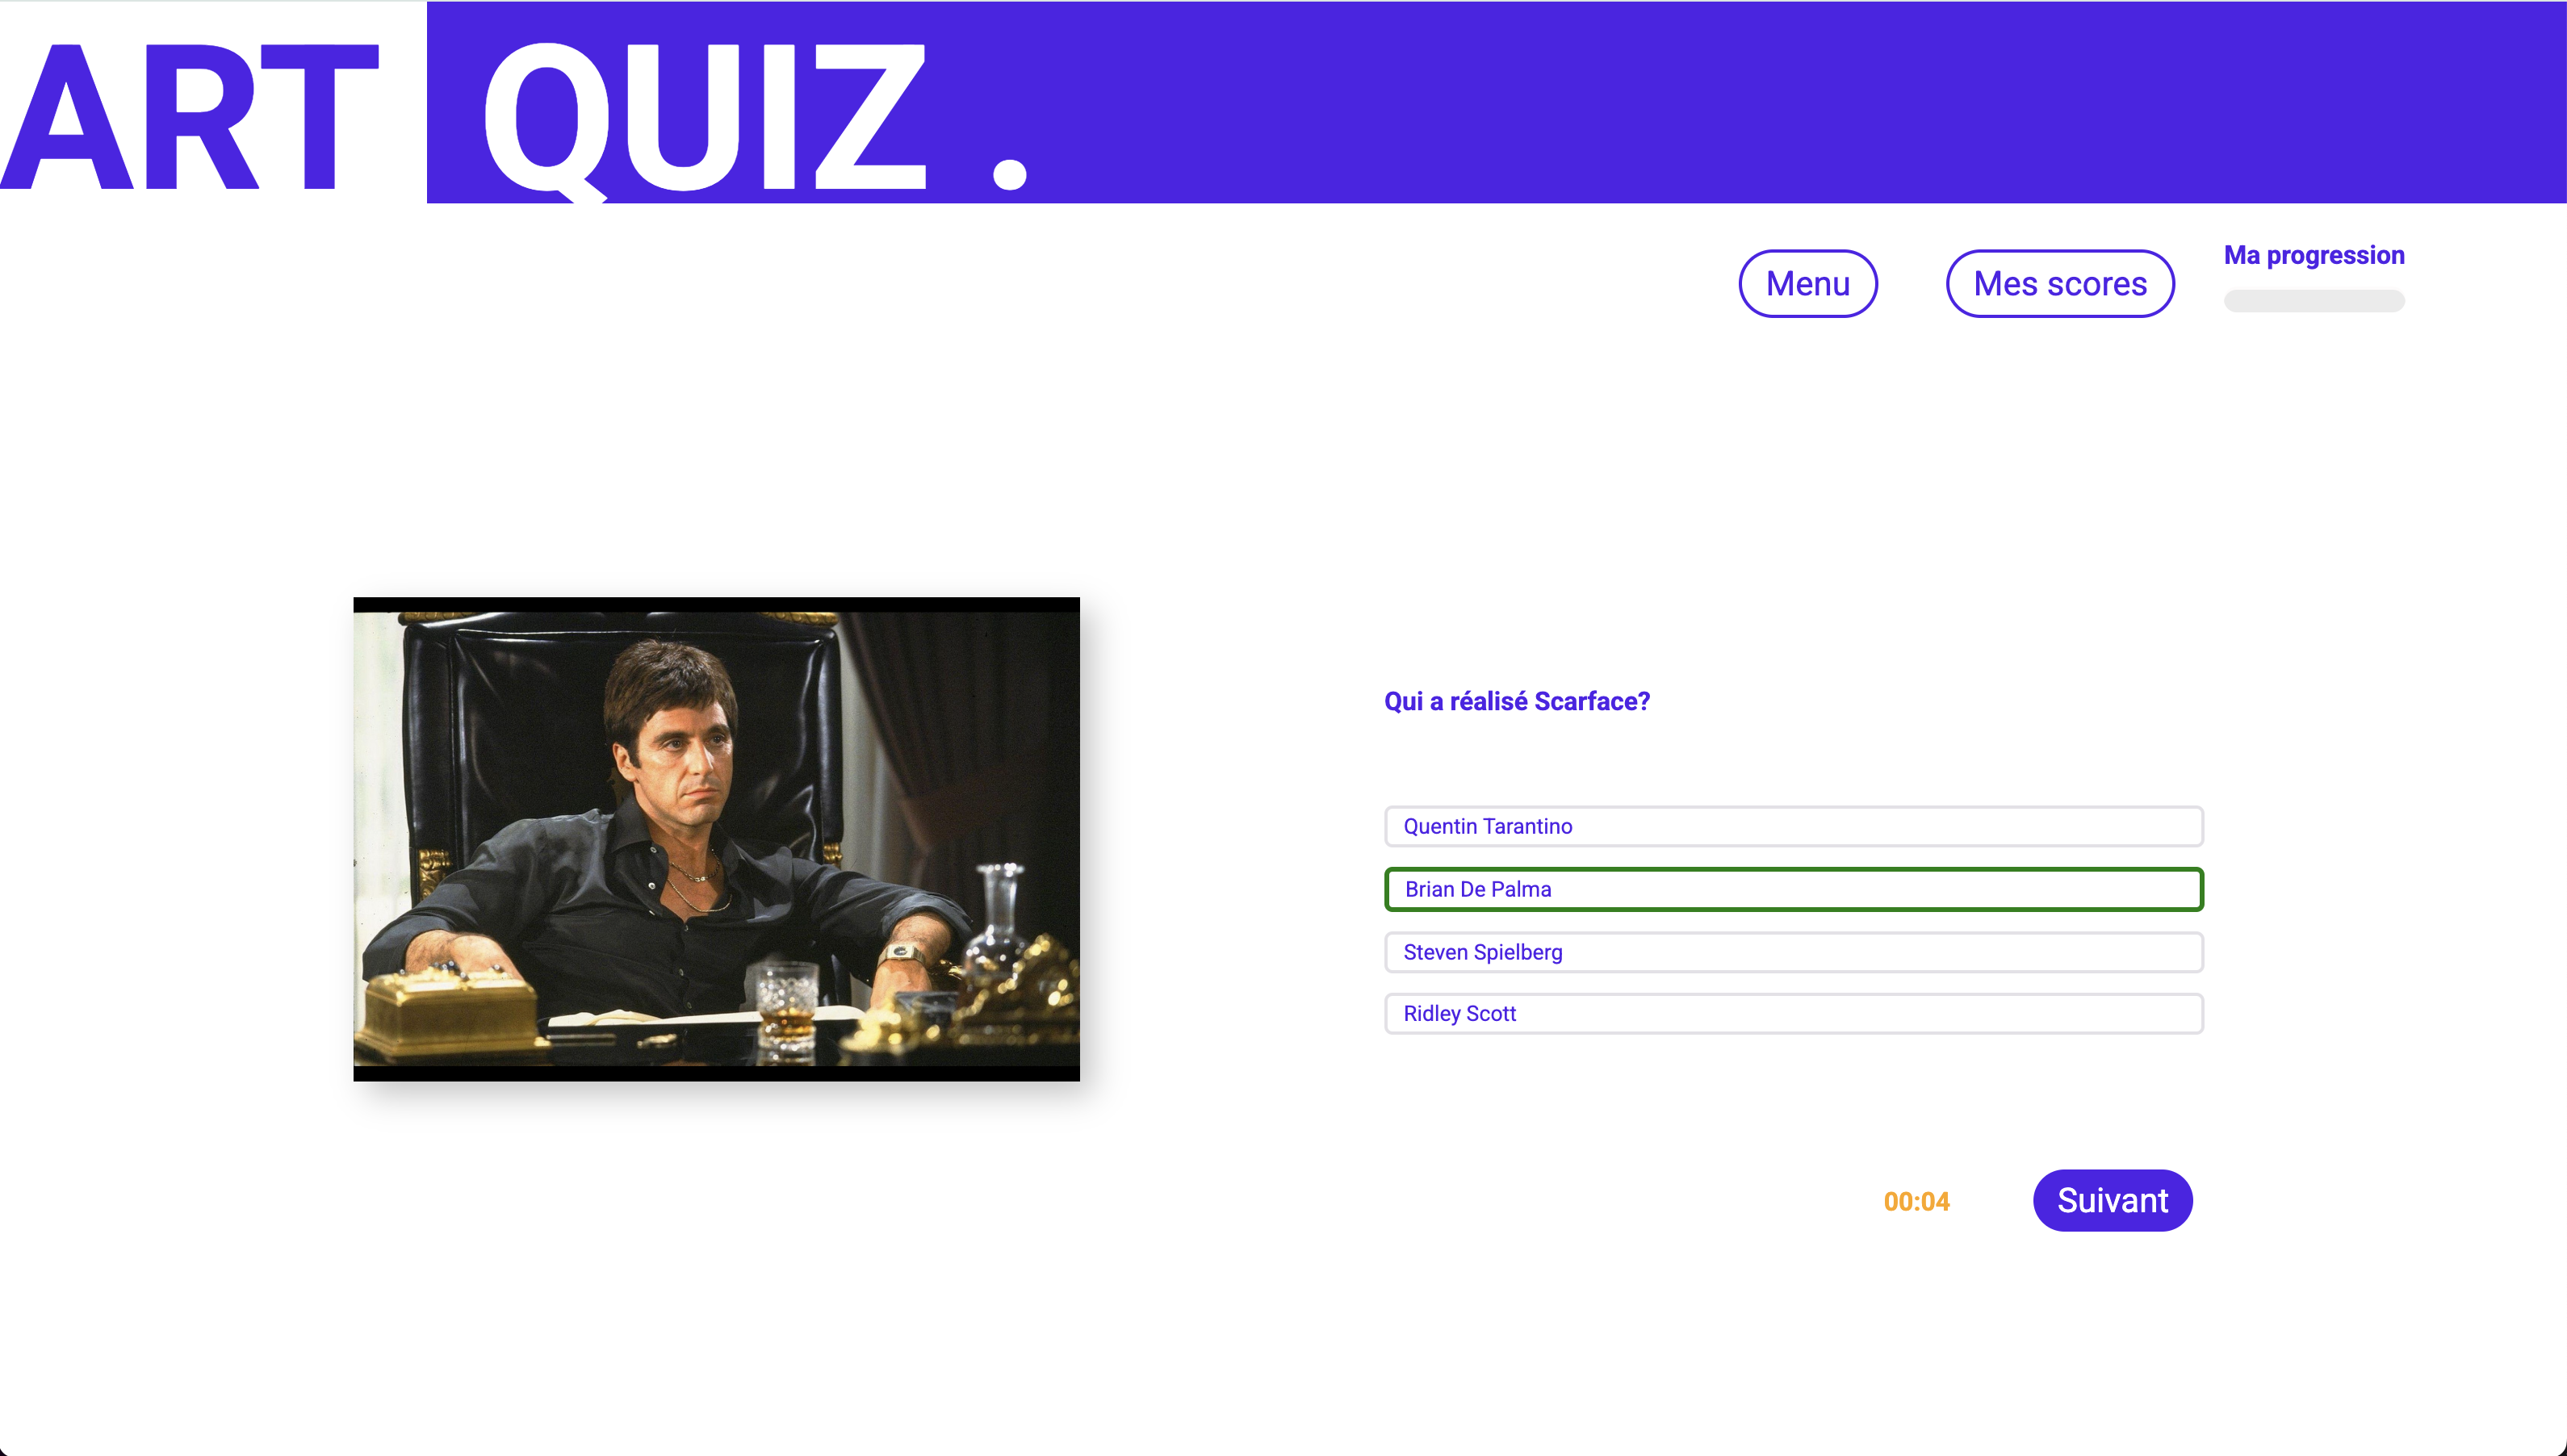 ART QUIZ .
Menu
Mes scores
Ma progression
Qui a réalisé Scarface?
Quentin Tarantino
Brian De Palma
Steven Spielberg
Ridley Scott
00:04
Suivant